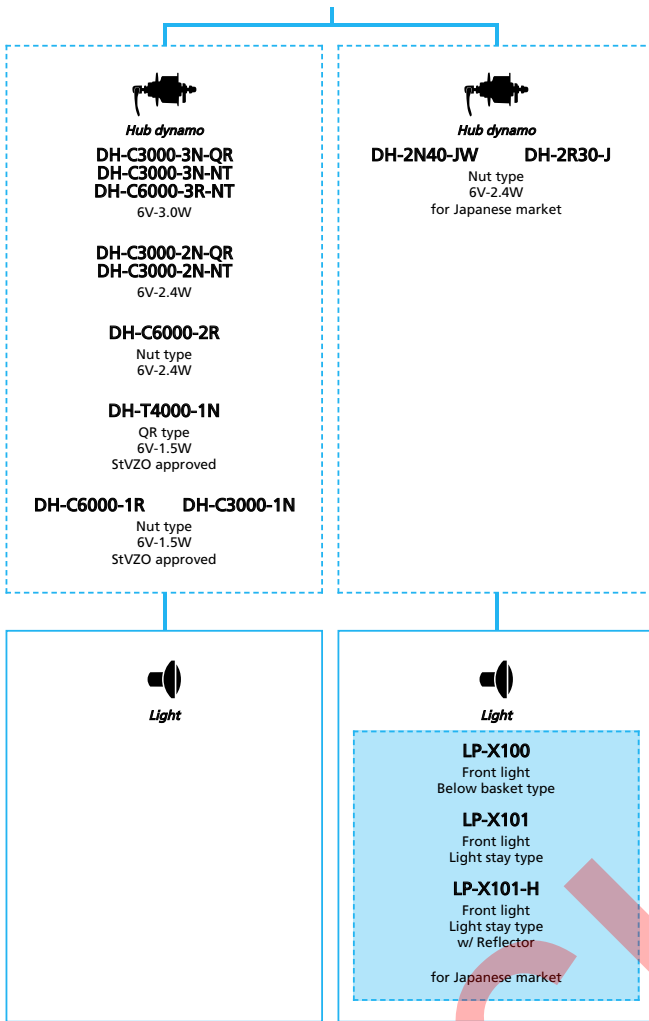 Hub dynamo
DH-C3000-3N-QR
DH-C3000-3N-NT
DH-C6000-3R-NT
6V-3.0W
DH-C3000-2N-QR
DH-C3000-2N-NT
6V-2.4W
DH-C6000-2R
Nut type
6V-2.4W
DH-T4000-1N
QR type
6V-1.5W
StVZO approved
DH-C6000-1R DH-C3000-1N
Nut type
6V-1.5W
StVZO approved
Hub dynamo
DH-2N40-JW DH-2R30-J
Nut type
6V-2.4W
for Japanese market
Light
Light
LP-X100
Front light
Below basket type
LP-X101
Front light
Light stay type
LP-X101-H
Front light
Light stay type
w/ Reflector
for Japanese market